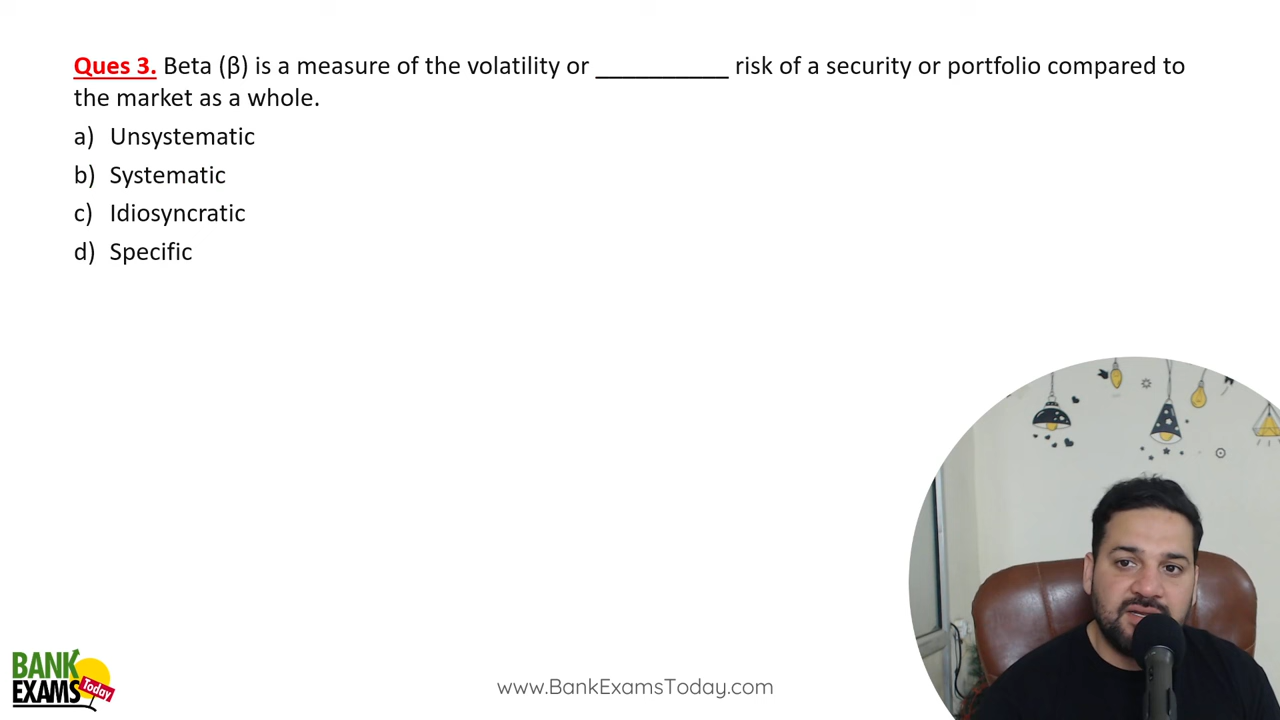 Ques 3. Beta (β) is a measure of the volatility or ___________ risk of a security or portfolio compared to
the market as a whole.
a) Unsystematic
b) Systematic
c) Idiosyncratic
d) Specific
BANK
EXAMS Today
www.BankExamsToday.com